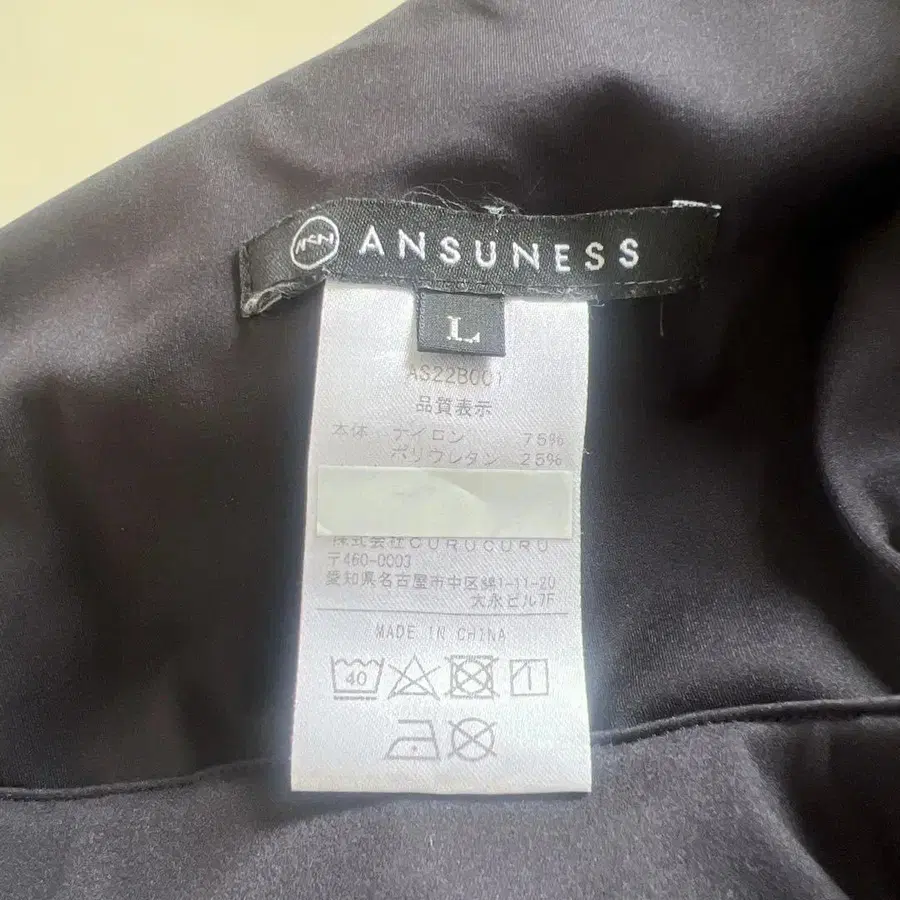 ANSUNESS
L
AS22B001
品質表示
本体 ナイロン 75%
ポリウレタン 25%
株式会社CURUCURU
〒460-0003
愛知県名古屋市中区錦1-11-20
大永ビル7F
MADE IN CHINA
40